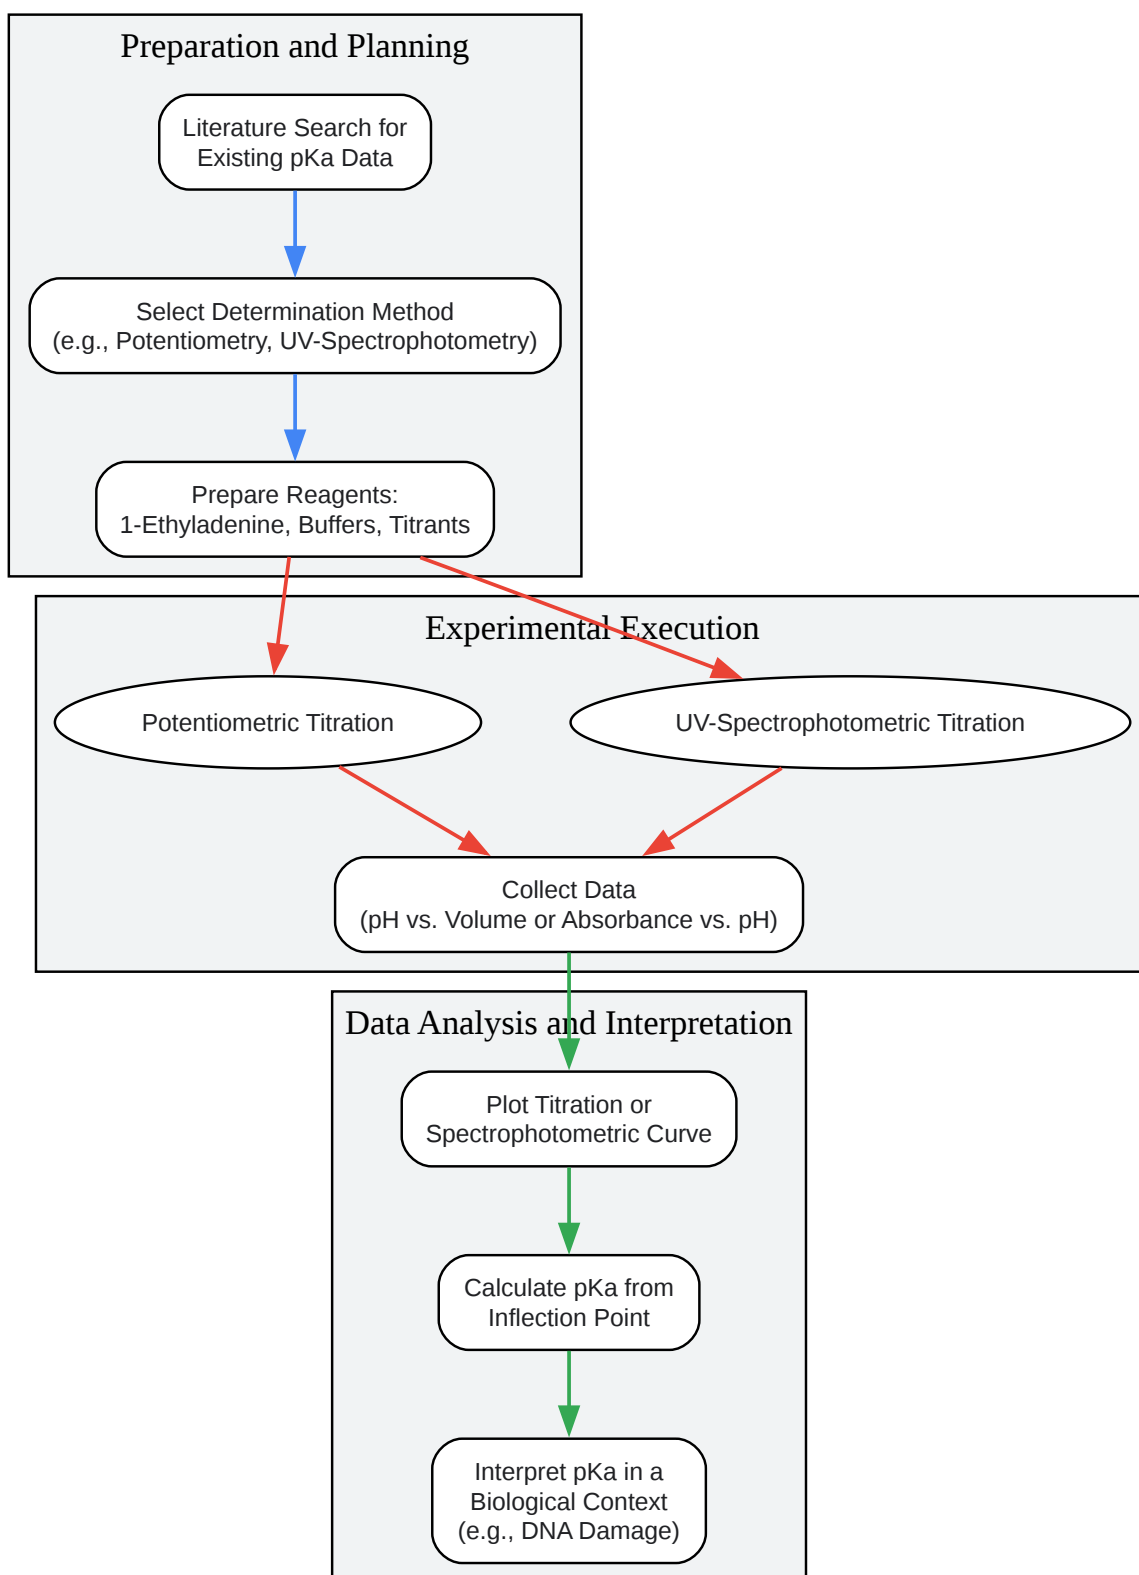 Preparation and Planning
Literature Search for
Existing pKa Data
Select Determination Method
(e.g., Potentiometry, UV-Spectrophotometry)
Prepare Reagents:
1-Ethyladenine, Buffers, Titrants
Experimental Execution
Potentiometric Titration
UV-Spectrophotometric Titration
Collect Data
(pH vs. Volume or Absorbance vs. pH)
Data Analysis and Interpretation
Plot Titration or
Spectrophotometric Curve
Calculate pKa from
Inflection Point
Interpret pKa in a
Biological Context
(e.g., DNA Damage)